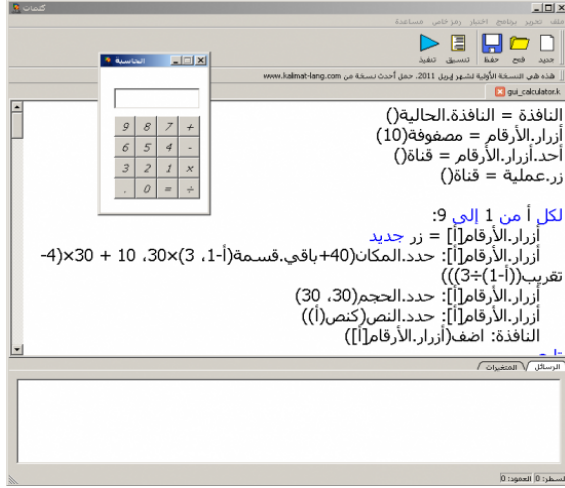 كلمات
ملف تحرير برنامج اختبار رمز خاص مساعدة
جديد فتح حفظ تنسيق تنفيذ
هذه هي النسخة الأولية لشهر إبريل 2011. حمل أحدث نسخة من www.kalimat-lang.com
gui_calculator.k
الحاسبة
9 8 7 +
6 5 4 -
3 2 1 ×
. 0 = ÷
النافذة = النافذة.الحالية()
أزرار.الأرقام = مصفوفة(10)
أحد.أزرار.الأرقام = قناة()
زر.عملية = قناة()
لكل أ من 1 إلى 9:
أزرار.الأرقام[أ] = زر جديد
أزرار.الأرقام[أ]: حدد.المكان(40+باقي.قسمة(أ-1، 3)×30، 10 + 30×(4-
تقريب((أ-1)÷3)))
أزرار.الأرقام[أ]: حدد.الحجم(30، 30)
أزرار.الأرقام[أ]: حدد.النص(كنص(أ))
النافذة: اضف(أزرار.الأرقام[أ])
الرسائل المتغيرات
السطر: 0 العمود: 0